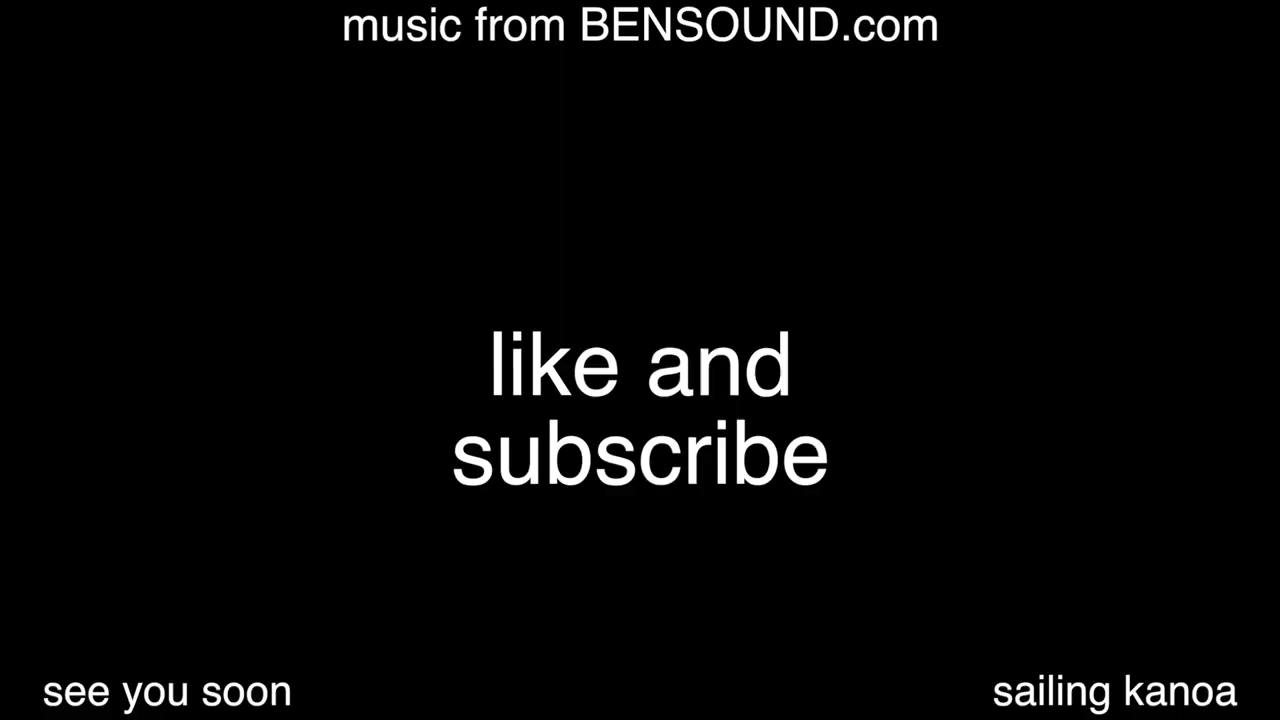 music from BENSOUND.com
like and
subscribe
see you soon
sailing kanoa